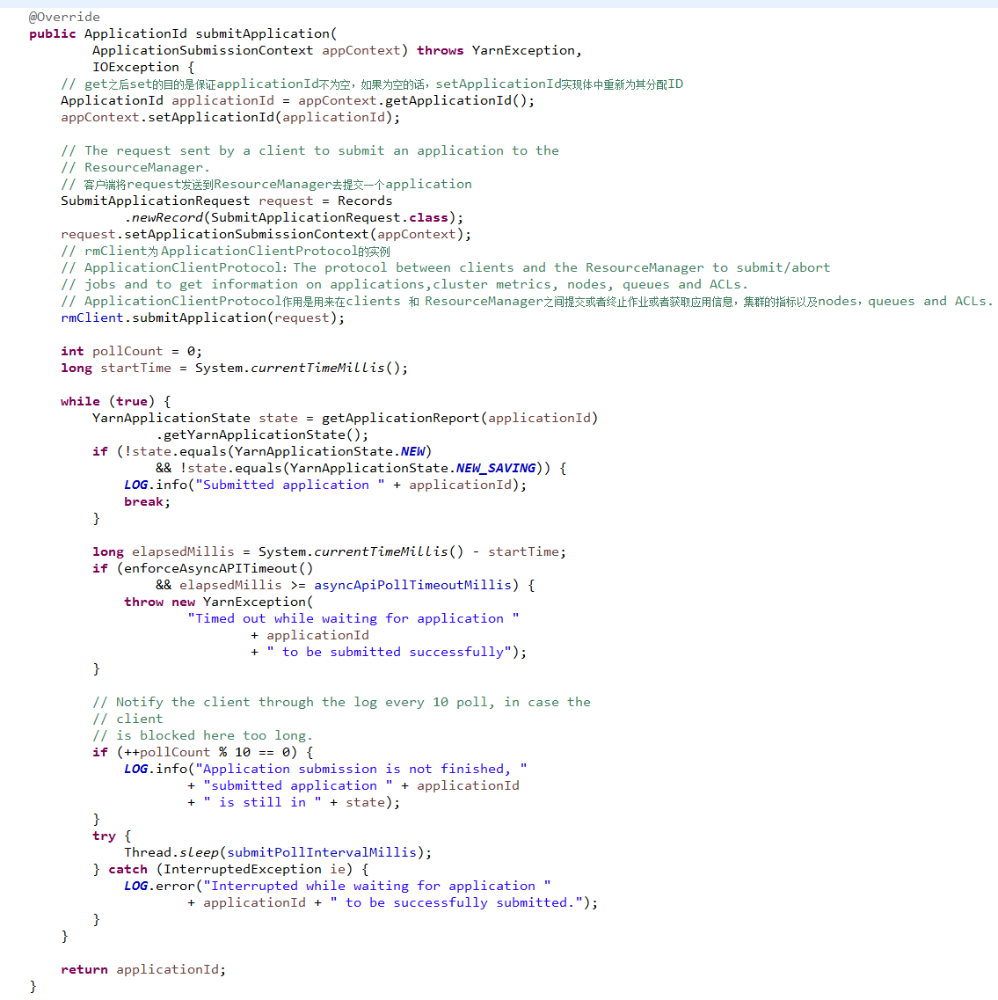 @Override
public ApplicationId submitApplication(
        ApplicationSubmissionContext appContext) throws YarnException,
        IOException {
    // get之后set的目的是保证applicationId不为空，如果为空的话，setApplicationId实现体中重新为其分配ID
    ApplicationId applicationId = appContext.getApplicationId();
    appContext.setApplicationId(applicationId);

    // The request sent by a client to submit an application to the
    // ResourceManager.
    // 客户端将request发送到ResourceManager去提交一个application
    SubmitApplicationRequest request = Records
            .newRecord(SubmitApplicationRequest.class);
    request.setApplicationSubmissionContext(appContext);
    // rmClient为 ApplicationClientProtocol的实例
    // ApplicationClientProtocol：The protocol between clients and the ResourceManager to submit/abort
    // jobs and to get information on applications,cluster metrics, nodes, queues and ACLs.
    // ApplicationClientProtocol作用是用来在clients 和 ResourceManager之间提交或者终止作业或者获取应用信息，集群的指标以及nodes，queues and ACLs.
    rmClient.submitApplication(request);

    int pollCount = 0;
    long startTime = System.currentTimeMillis();

    while (true) {
        YarnApplicationState state = getApplicationReport(applicationId)
                .getYarnApplicationState();
        if (!state.equals(YarnApplicationState.NEW)
                && !state.equals(YarnApplicationState.NEW_SAVING)) {
            LOG.info("Submitted application " + applicationId);
            break;
        }

        long elapsedMillis = System.currentTimeMillis() - startTime;
        if (enforceAsyncAPITimeout()
                && elapsedMillis >= asyncApiPollTimeoutMillis) {
            throw new YarnException(
                    "Timed out while waiting for application "
                            + applicationId
                            + " to be submitted successfully");
        }

        // Notify the client through the log every 10 poll, in case the
        // client
        // is blocked here too long.
        if (++pollCount % 10 == 0) {
            LOG.info("Application submission is not finished, "
                    + "submitted application " + applicationId
                    + " is still in " + state);
        }
        try {
            Thread.sleep(submitPollIntervalMillis);
        } catch (InterruptedException ie) {
            LOG.error("Interrupted while waiting for application "
                    + applicationId + " to be successfully submitted.");
        }
    }

    return applicationId;
}